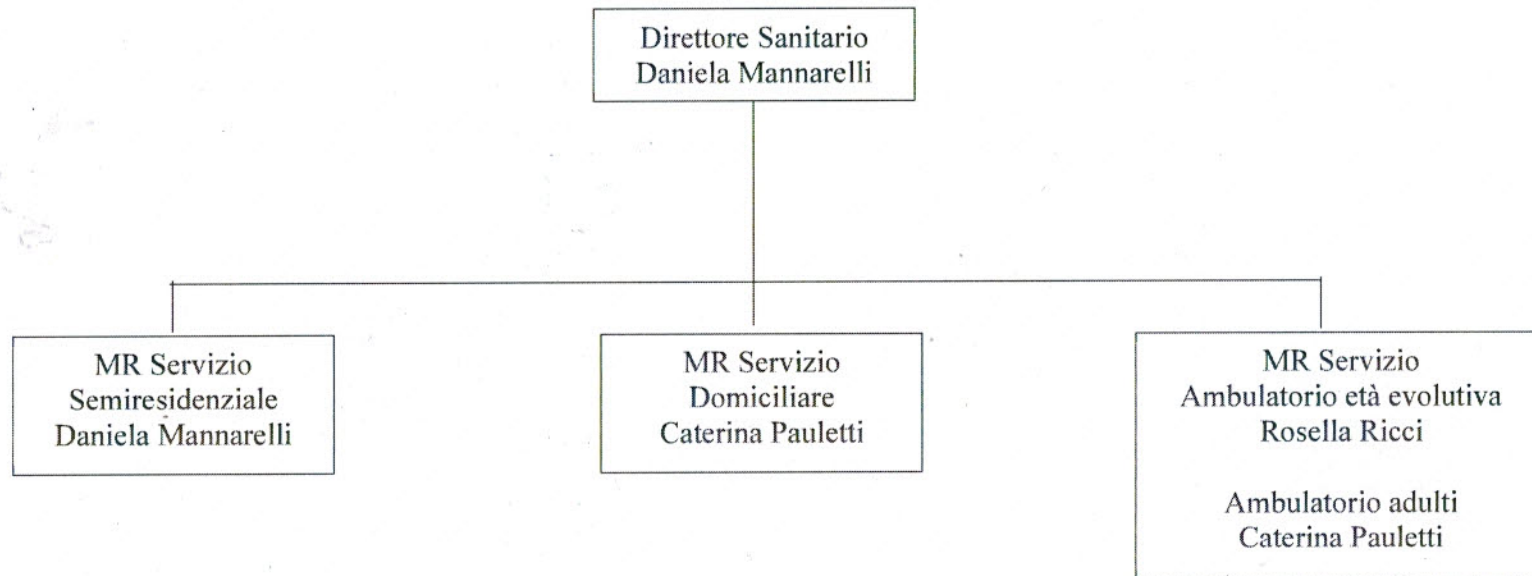 Direttore Sanitario
Daniela Mannarelli
MR Servizio
Semiresidenziale
Daniela Mannarelli
MR Servizio
Domiciliare
Caterina Pauletti
MR Servizio
Ambulatorio età evolutiva
Rosella Ricci
Ambulatorio adulti
Caterina Pauletti